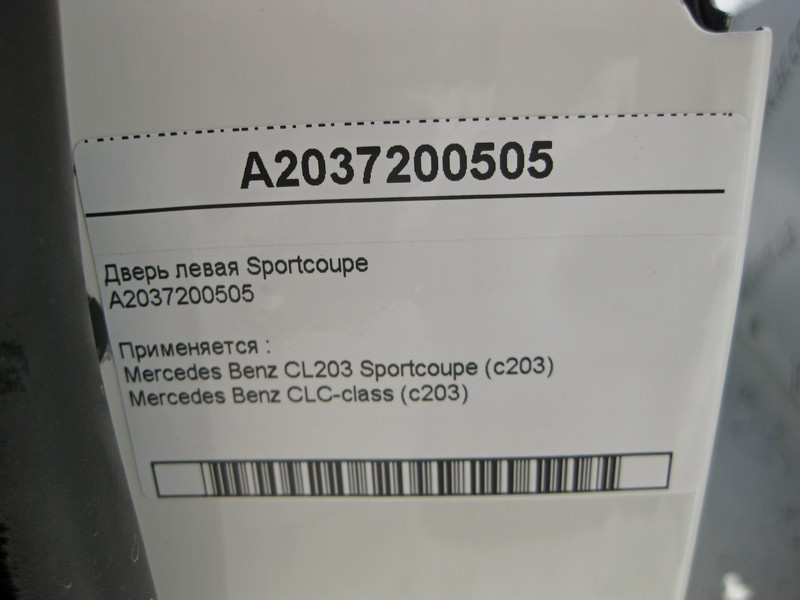 A2037200505
Дверь левая Sportcoupe
A2037200505
Применяется :
Mercedes Benz CL203 Sportcoupe (c203)
Mercedes Benz CLC-class (c203)